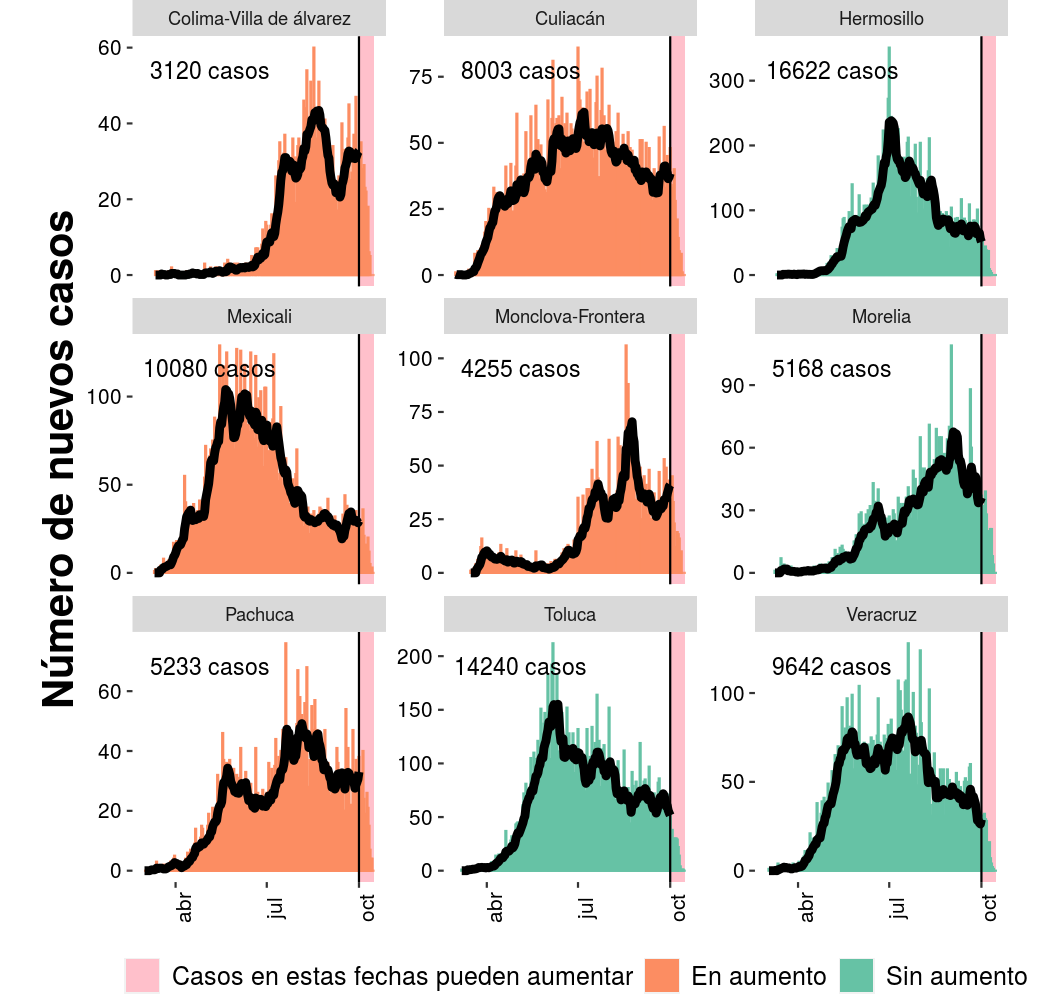 Número de nuevos casos
Colima-Villa de álvarez
Culiacán
Hermosillo
60
40
20
0
3120 casos
75
50
25
0
8003 casos
300
200
100
0
16622 casos
Mexicali
Monclova-Frontera
Morelia
100
50
0
10080 casos
100
75
50
25
0
4255 casos
90
60
30
0
5168 casos
Pachuca
Toluca
Veracruz
60
40
20
0
5233 casos
200
150
100
50
0
14240 casos
100
50
0
9642 casos
abr jul oct
abr jul oct
abr jul oct
Casos en estas fechas pueden aumentar En aumento Sin aumento